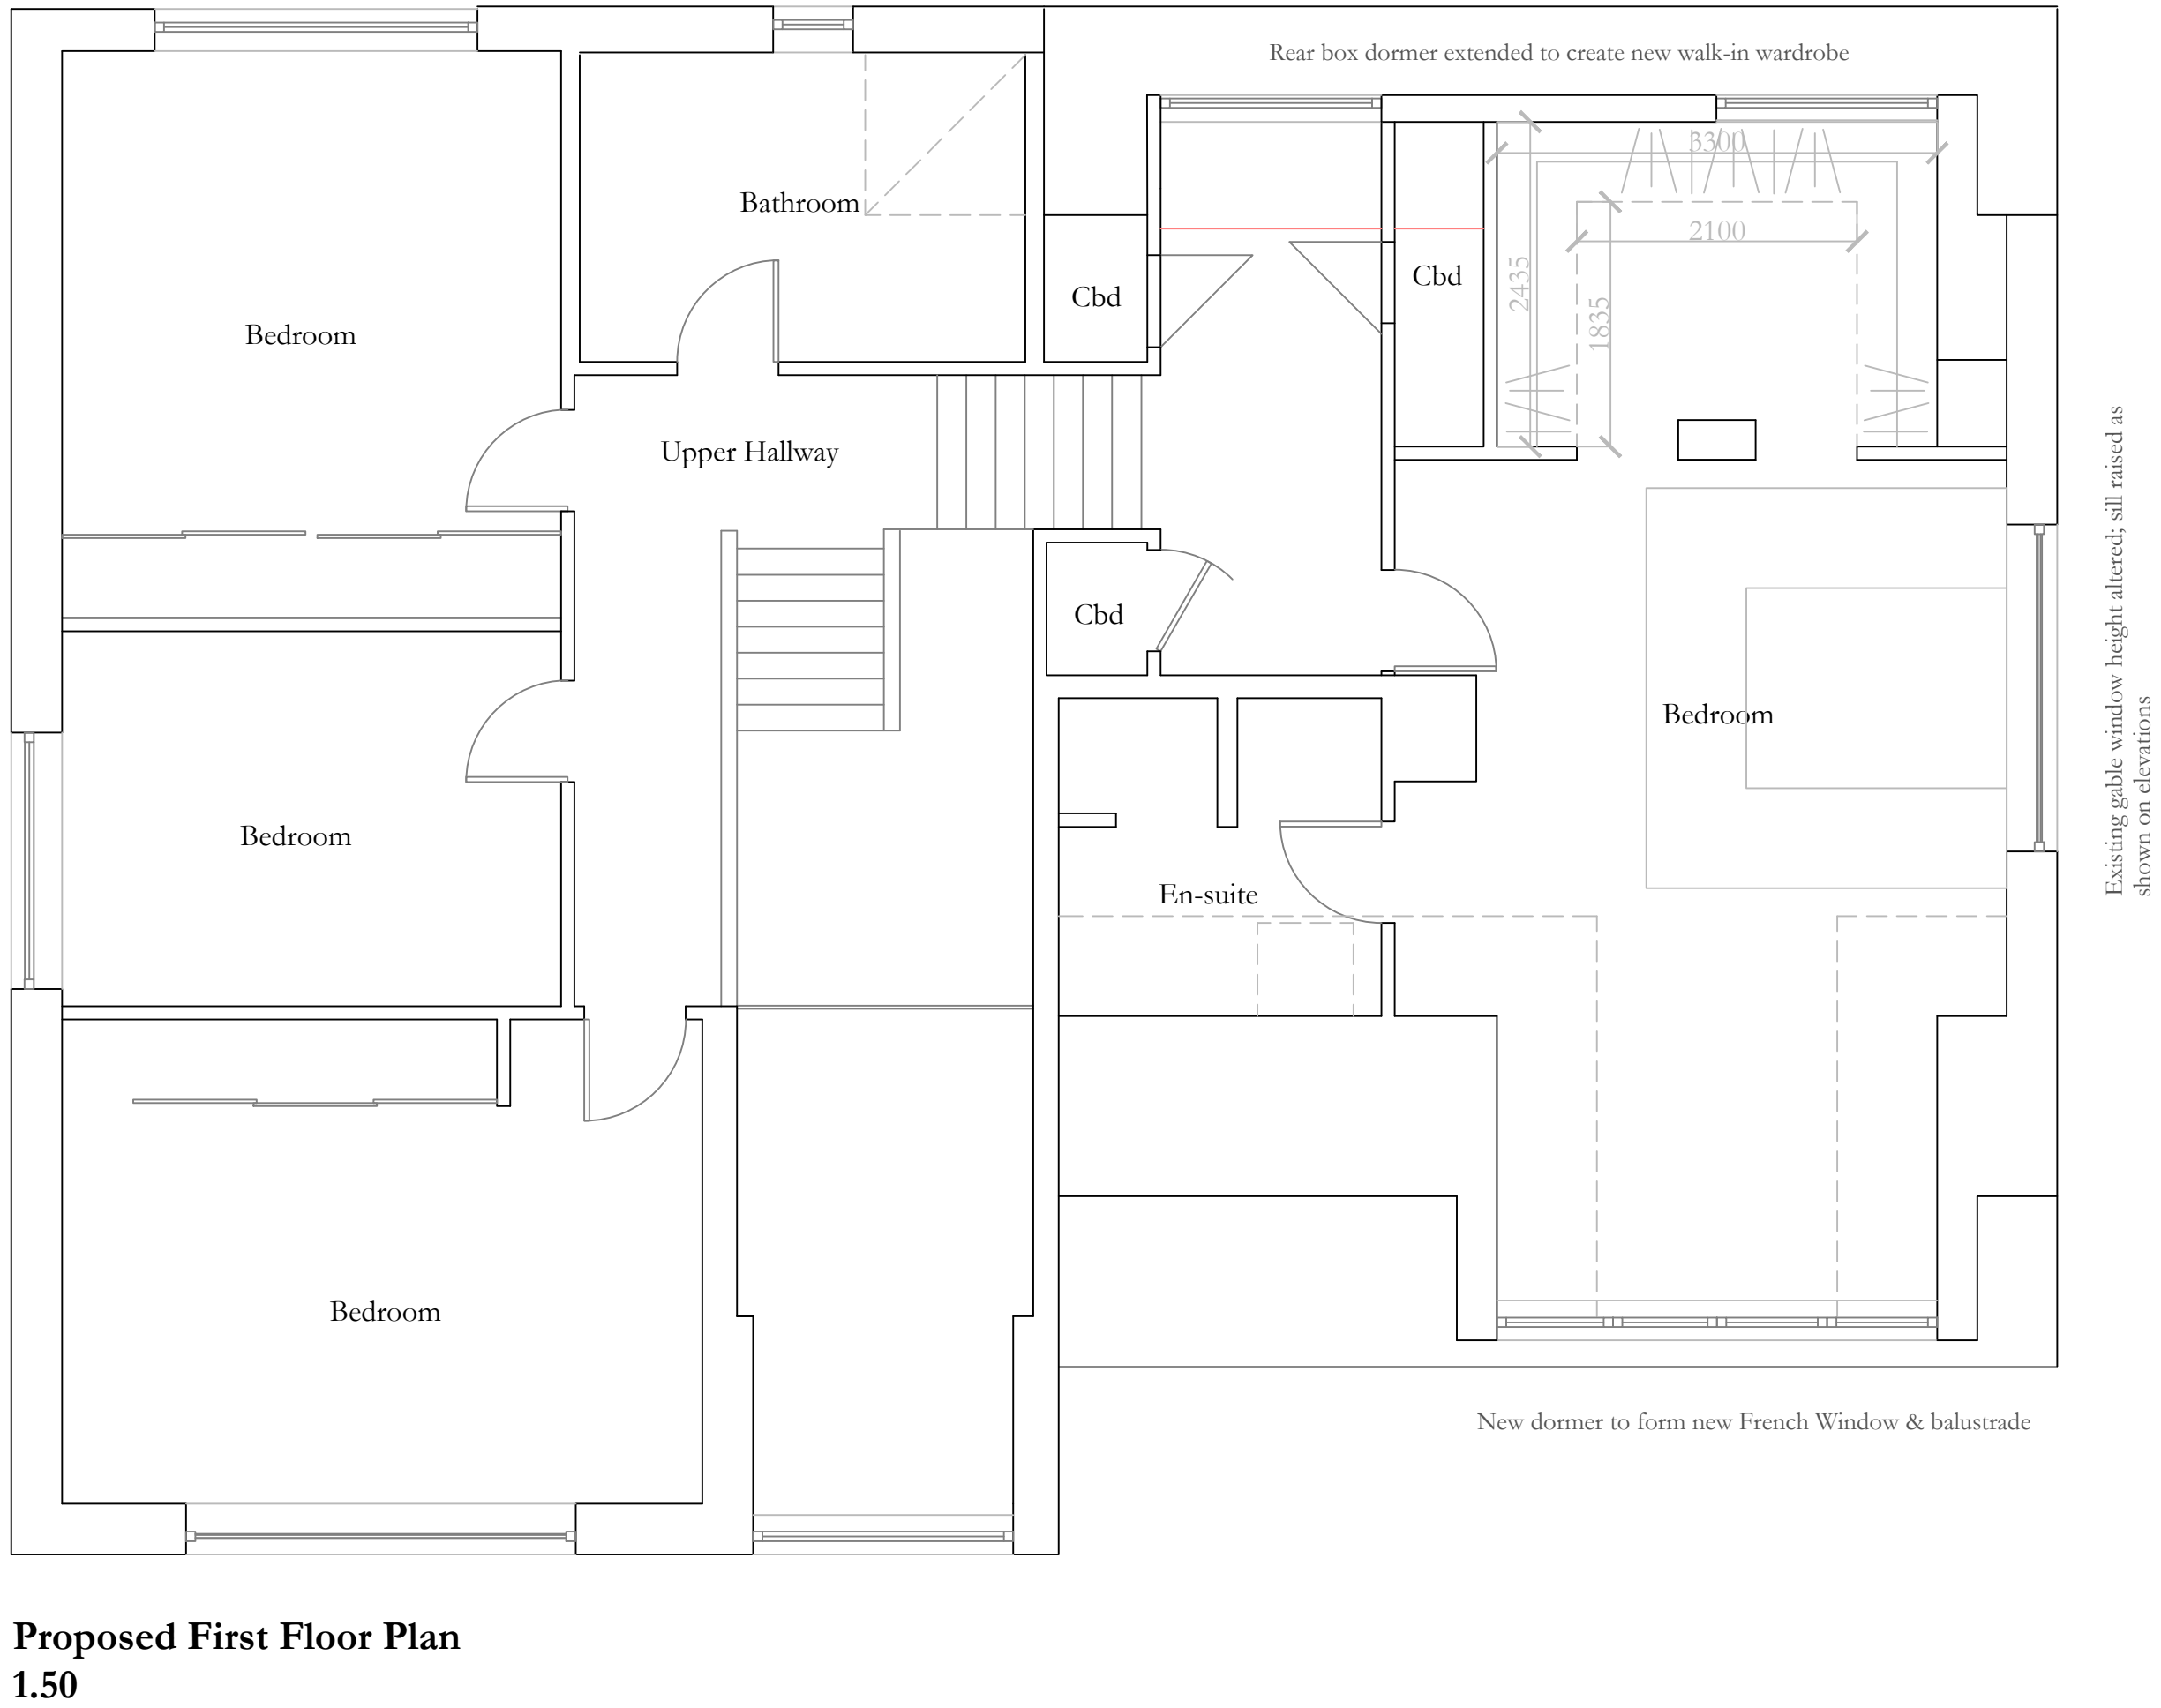 Rear box dormer extended to create new walk-in wardrobe
3300
Bathroom
2100
Cbd
Cbd
2435
1835
Bedroom
Upper Hallway
Cbd
Bedroom
Existing gable window height altered; sill raised as
shown on elevations
Bedroom
En-suite
Bedroom
New dormer to form new French Window & balustrade
Proposed First Floor Plan
1.50